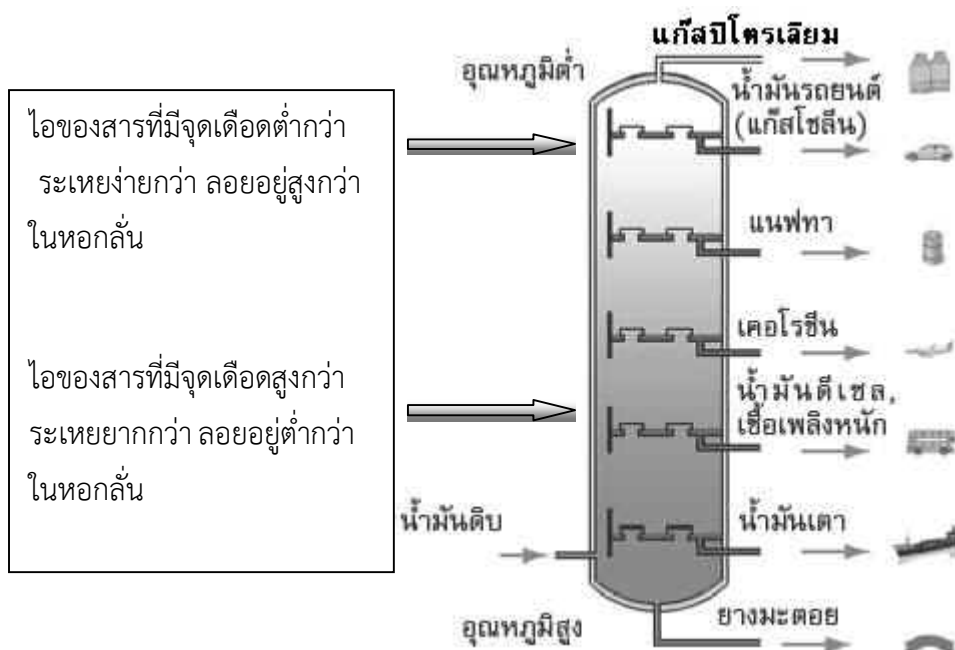 ไอของสารที่มีจุดเดือดต่ำกว่า
ระเหยง่ายกว่า ลอยอยู่สูงกว่า
ในหอกลั่น
ไอของสารที่มีจุดเดือดสูงกว่า
ระเหยยากกว่า ลอยอยู่ต่ำกว่า
ในหอกลั่น
แก๊สปิโตรเลียม
อุณหภูมิต่ำ
น้ำมันรถยนต์
(แก๊สโซลีน)
แนฟทา
เคอโรซีน
น้ำมันดีเซล,
เชื้อเพลิงหนัก
น้ำมันดิบ
น้ำมันเตา
อุณหภูมิสูง
ยางมะตอย